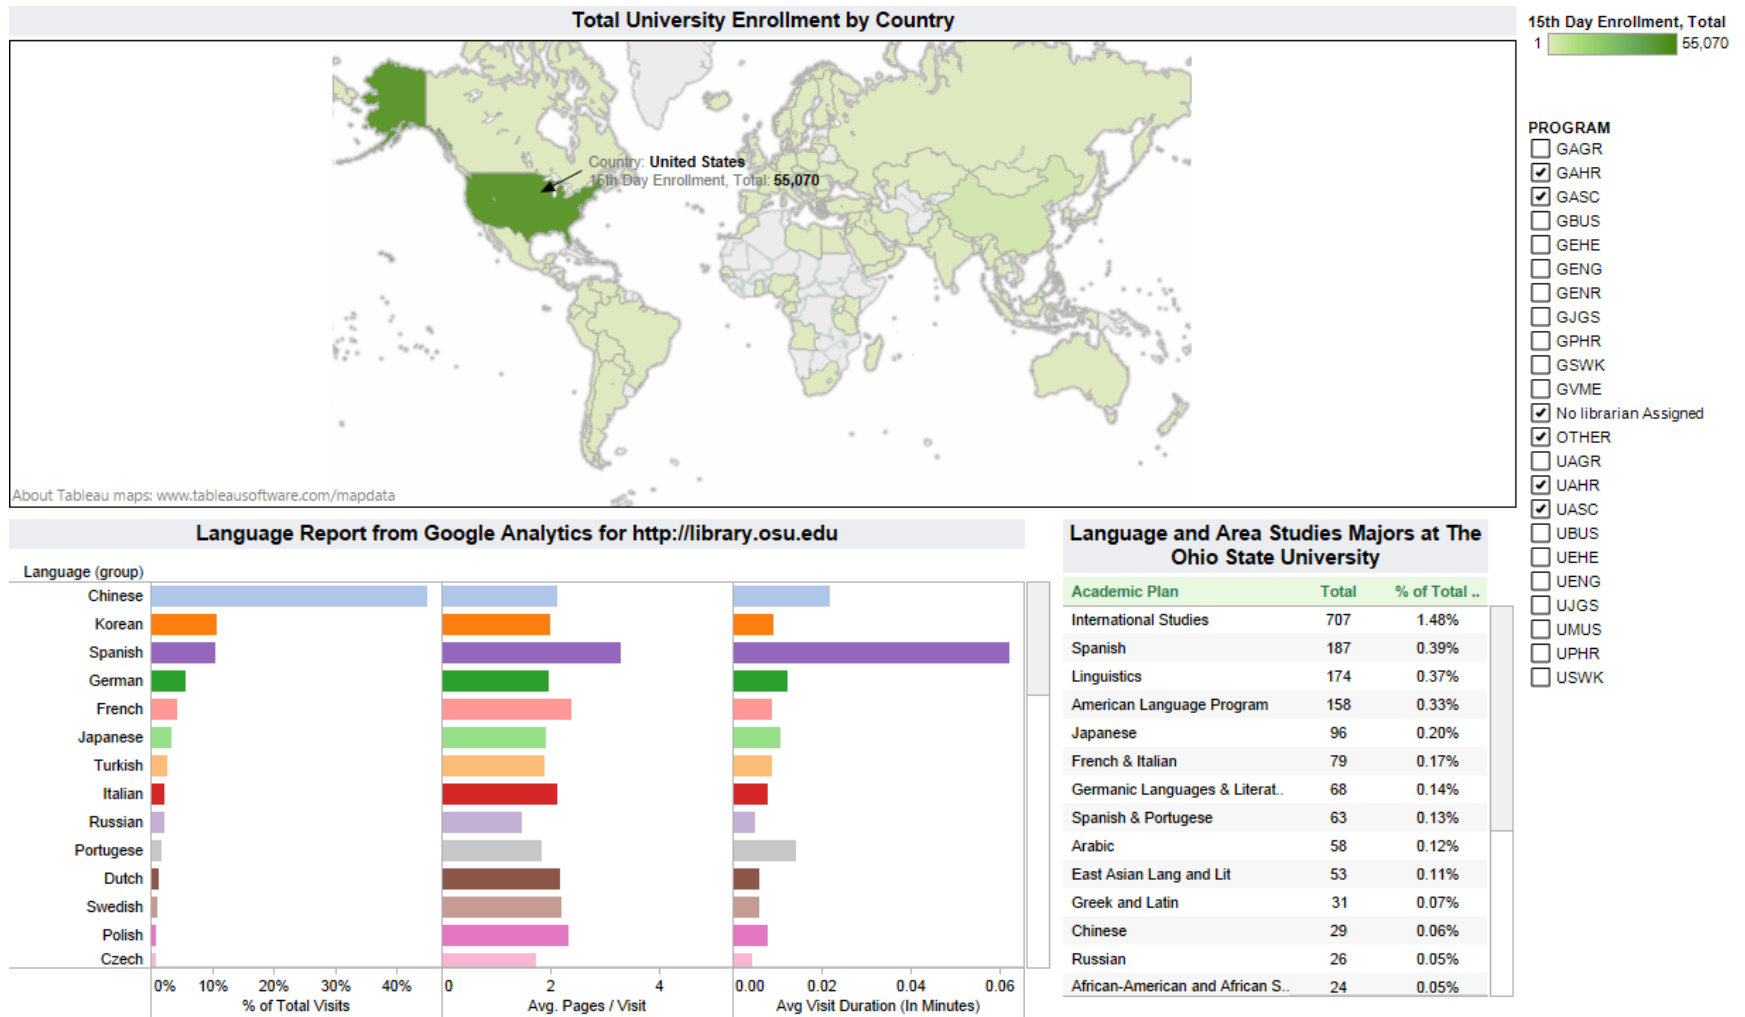 Total University Enrollment by Country
15th Day Enrollment, Total
1 55,070
Country: United States
15th Day Enrollment, Total: 55,070
About Tableau maps: www.tableausoftware.com/mapdata
PROGRAM
GAGR
GAHR
GASC
GBUS
GEHE
GENG
GENR
GJGS
GPHR
GSWK
GVME
No librarian Assigned
OTHER
UAGR
UAHR
UASC
UBUS
UEHE
UENG
UJGS
UMUS
UPHR
USWK
Language Report from Google Analytics for http://library.osu.edu
Language (group)
Chinese
Korean
Spanish
German
French
Japanese
Turkish
Italian
Russian
Portugese
Dutch
Swedish
Polish
Czech
0% 10% 20% 30% 40%
% of Total Visits
0 2 4
Avg. Pages / Visit
0.00 0.02 0.04 0.06
Avg Visit Duration (In Minutes)
Language and Area Studies Majors at The
Ohio State University
Academic Plan Total % of Total ..
International Studies 707 1.48%
Spanish 187 0.39%
Linguistics 174 0.37%
American Language Program 158 0.33%
Japanese 96 0.20%
French & Italian 79 0.17%
Germanic Languages & Literat.. 68 0.14%
Spanish & Portugese 63 0.13%
Arabic 58 0.12%
East Asian Lang and Lit 53 0.11%
Greek and Latin 31 0.07%
Chinese 29 0.06%
Russian 26 0.05%
African-American and African S.. 24 0.05%